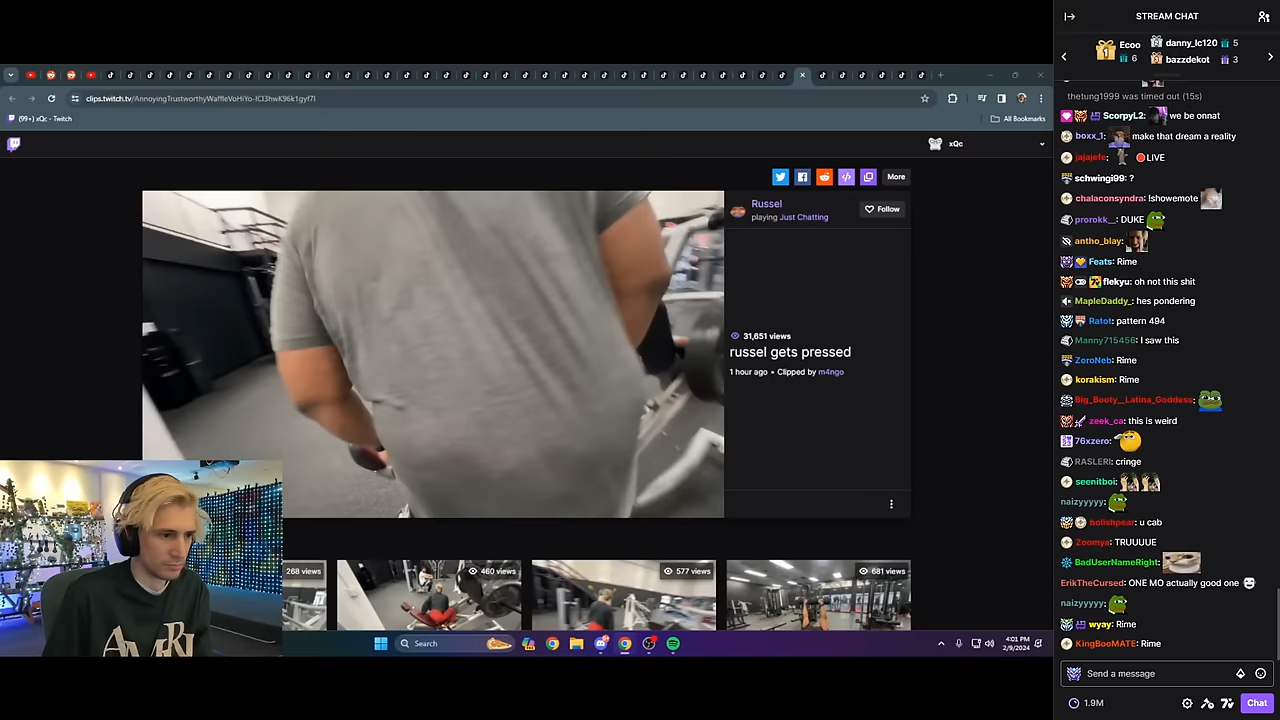 STREAM CHAT
Ecoo
6
danny_lc120 5
bazzdekot 3
clips.twitch.tv/AnnoyingTrustworthyWaffleVoHiYo-ICI3hwK96k1gyf7I
(99+) xQc - Twitch
All Bookmarks
xQc
More
Russel
playing Just Chatting
Follow
31,651 views
russel gets pressed
1 hour ago • Clipped by m4ngo
268 views
460 views
577 views
681 views
Search
4:01 PM
2/9/2024
thetung1999 was timed out (15s)
ScorpyL2: we be onnat
boxx_1: make that dream a reality
jajajefe: LIVE
schwingi99: ?
chalaconsyndra: Ishowemote
prorokk__: DUKE
antho_blay:
Feats: Rime
flekyu: oh not this shit
MapleDaddy_: hes pondering
Ratot: pattern 494
Manny715456: I saw this
ZoroNeb: Rime
korakism: Rime
Big_Booty__Latina_Goddess:
zeek_ca: this is weird
76xzero:
RASLERI: cringe
seenitboi:
naizyyyyy:
bolishpear: u cab
Zoomya: TRUUUUE
BadUserNameRight:
ErikTheCursed: ONE MO actually good one
naizyyyyy:
wyay: Rime
KingBooMATE: Rime
Send a message
1.9M
Chat